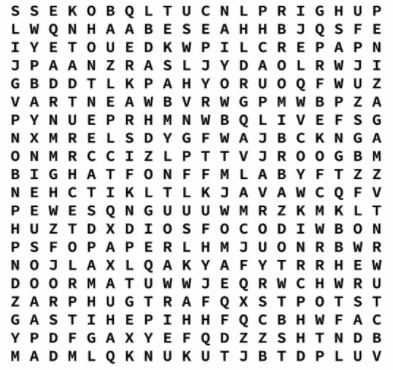 S S E K O B Q L T U C N L P R I G H U P
L W Q N H A A B E S E A H H B J Q S F E
I Y E T O U E D K W P I L C R E P A P N
J P A A N Z R A S L J Y D A O L R W J I
G B D D T L K P A H Y O R U O Q F W U Z
V A R T N E A W B V R W G P M W B P Z A
P Y N U E P R H M N W B Q L I V E F S G
N X M R E L S D Y G F W A J B C K N G A
O N M R C C I Z L P T T V J R O O G B M
B I G H A T F O N F F M L A B Y F T Z Z
N E H C T I K L T L K J A V A W C Q F V
P E W E S Q N G U U U W M R Z K M K L T
H U Z T D X D I O S F O C O D I W B O N
P S F O P A P E R L H M J U O N R B W R
N O J L A X L Q A K Y A F Y T R R H E W
D O O R M A T U W W J E Q R W C H W R U
Z A R P H U G T R A F Q X S T P O T S T
G A S T I H E P I H H F Q C B H W F A C
Y P D F G A X Y E F Q D Z Z S H T N D B
M A D M L Q K N U K U T J B T D P L U V